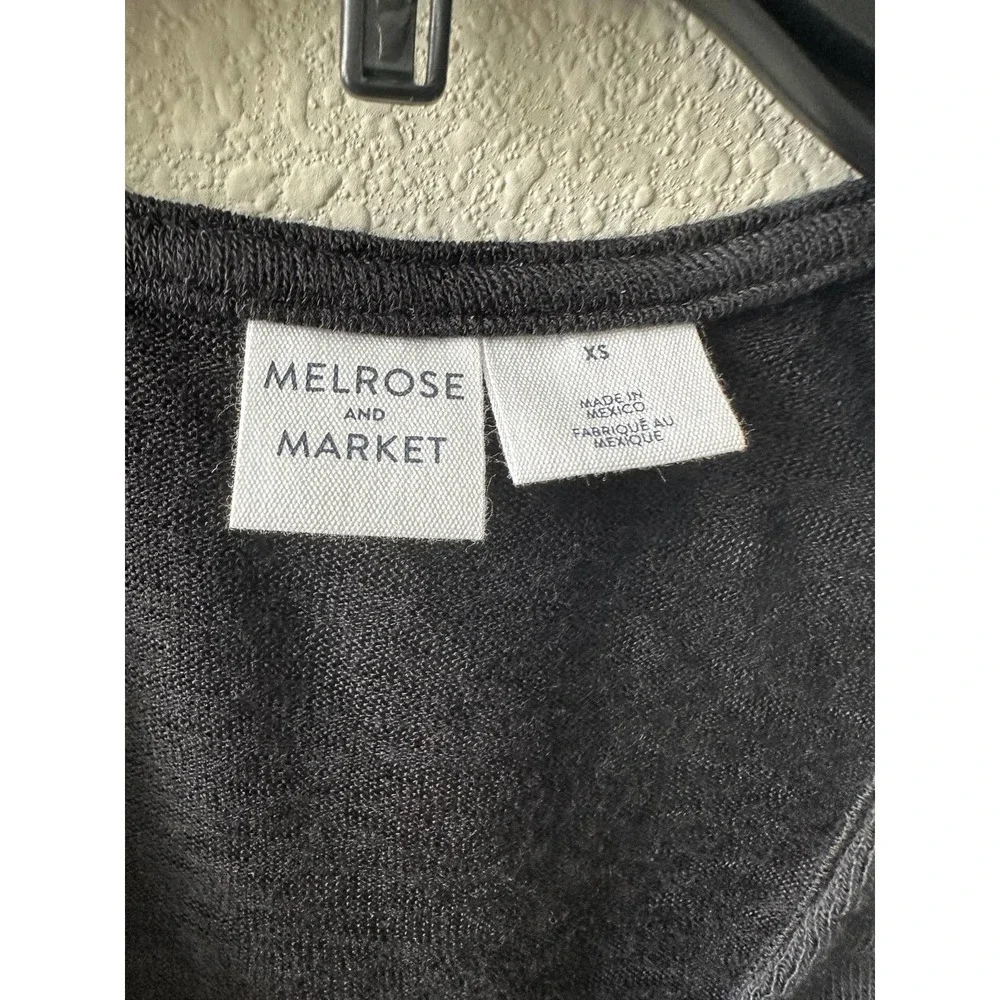 MELROSE
AND
MARKET
XS
MADE IN
MEXICO
FABRIQUÉ AU
MEXIQUE